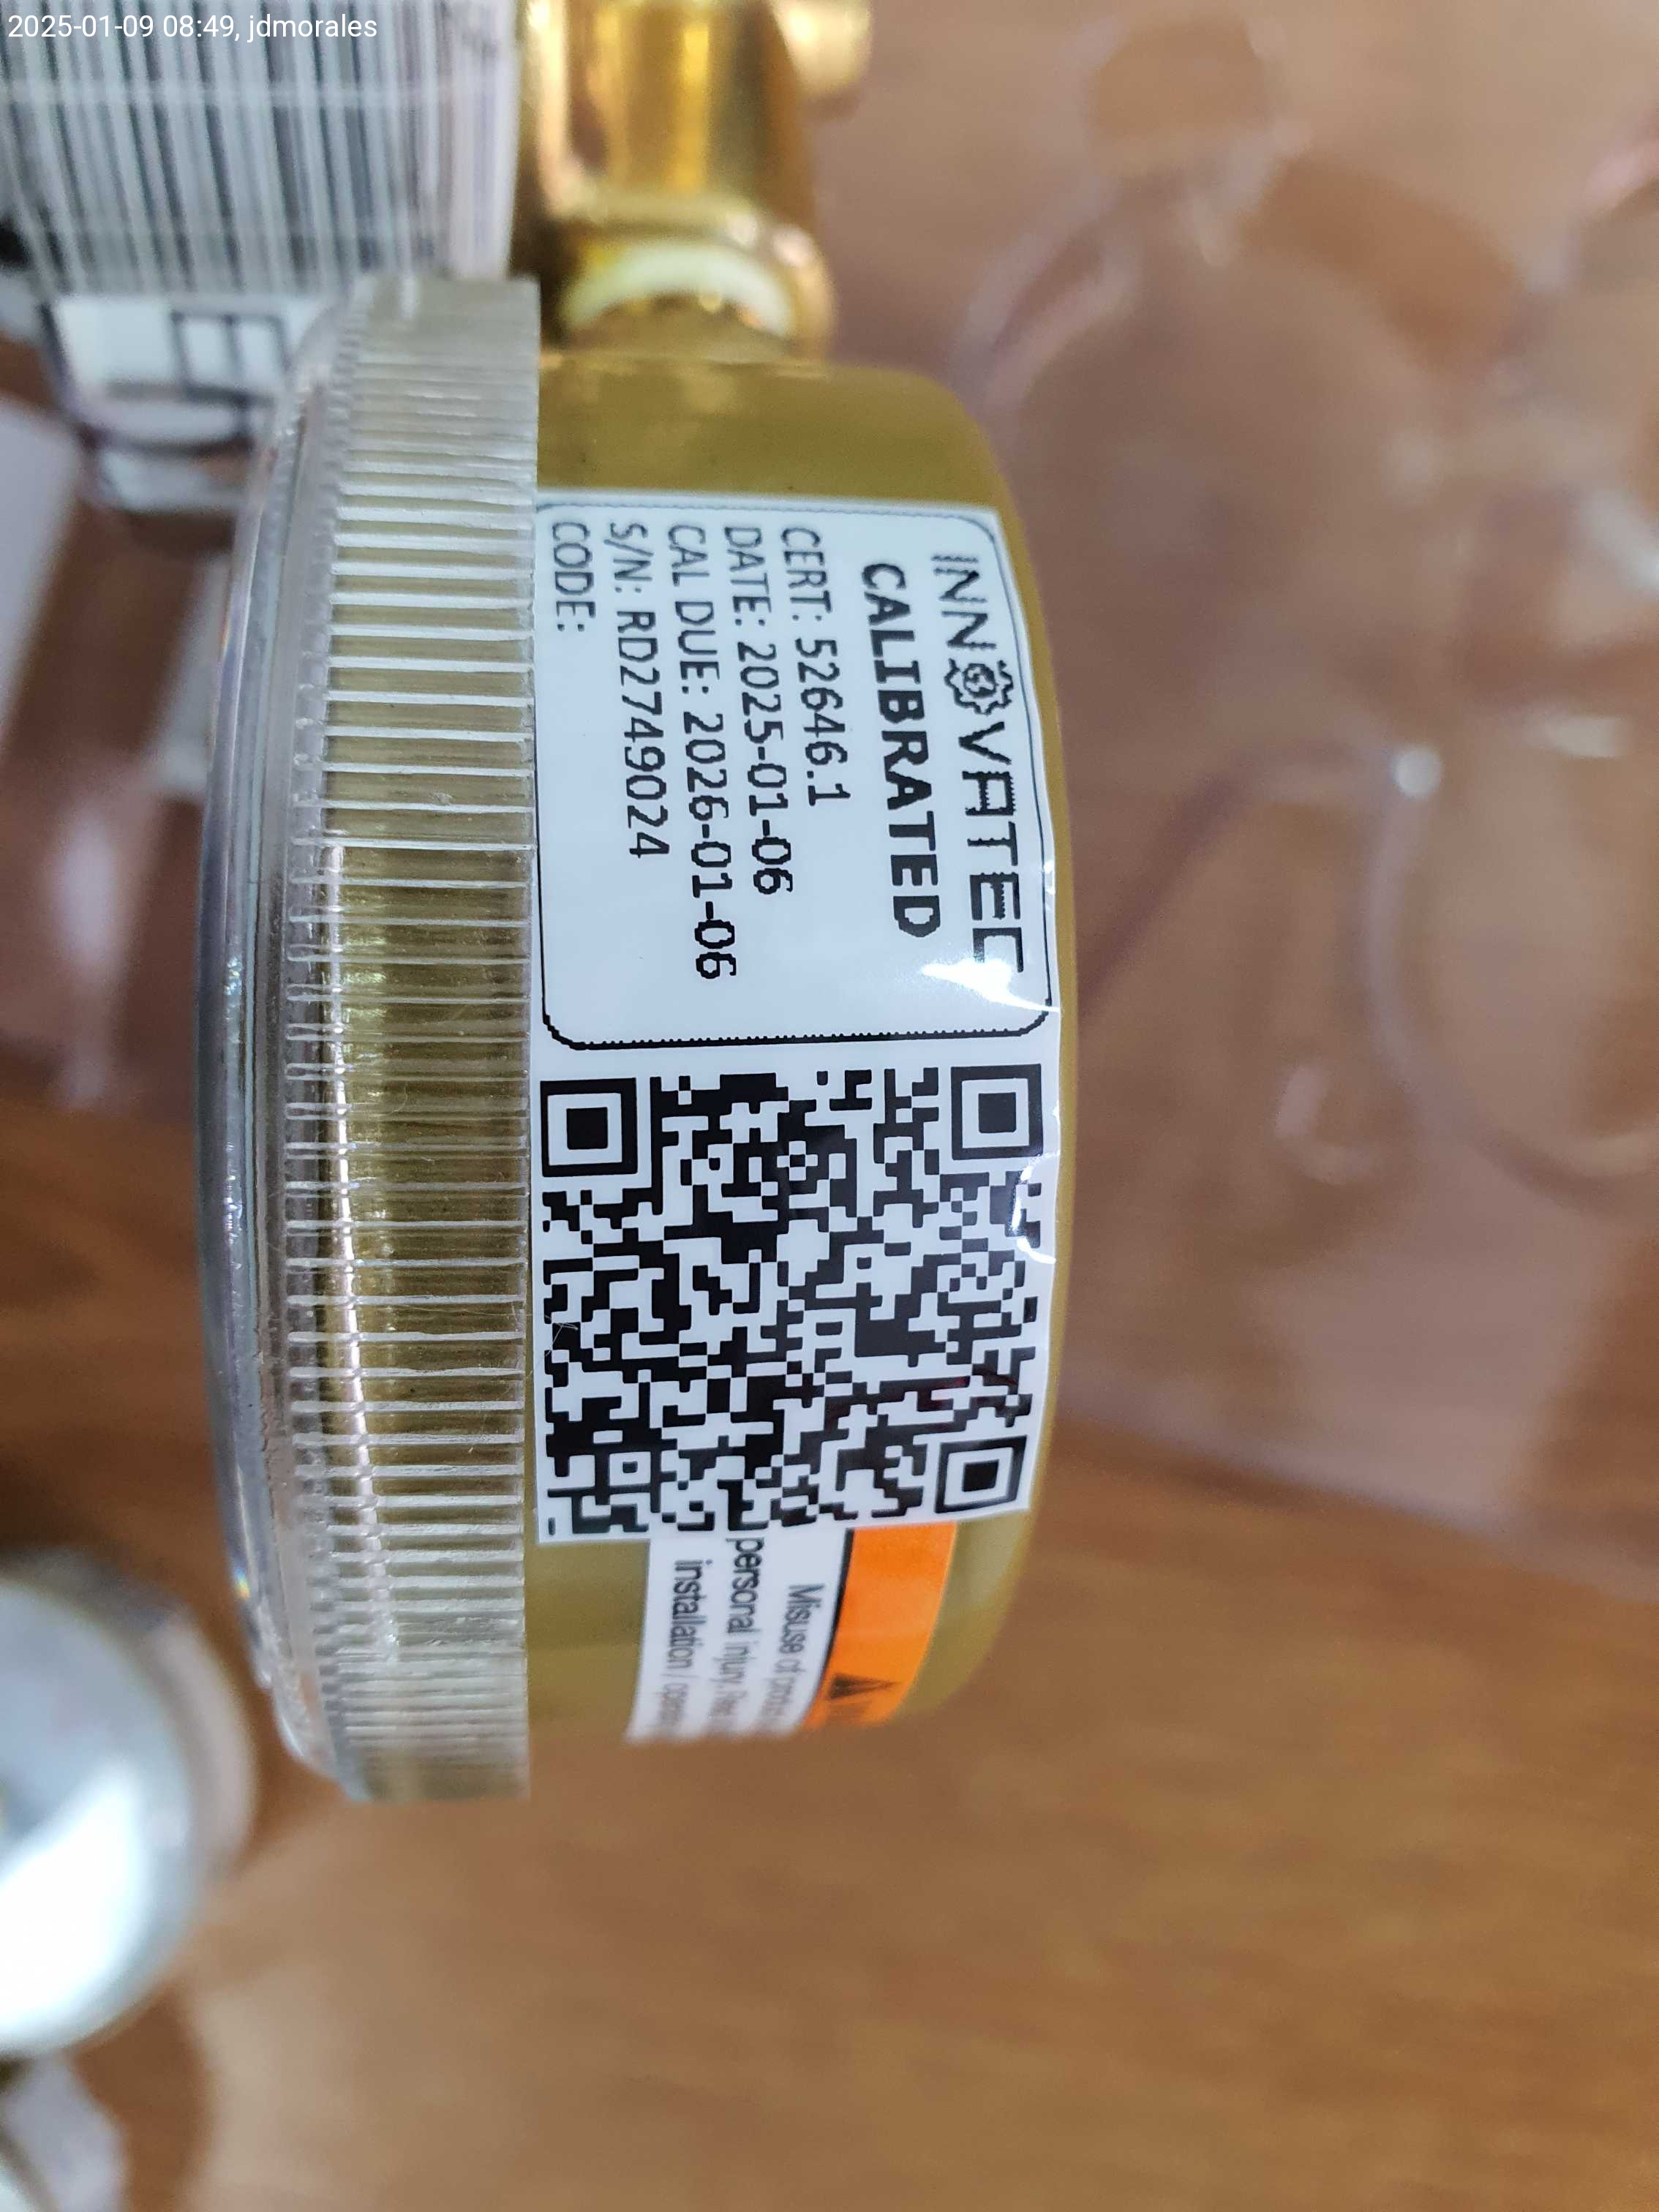 2025-01-09 08:49, jdmorales
INNOVATEC
CALIBRATED
CERT: 52646.1
DATE: 2025-01-06
CAL DUE: 2026-01-06
S/N: RD2749024
CODE:
Misuse of
personal injury.
installation /